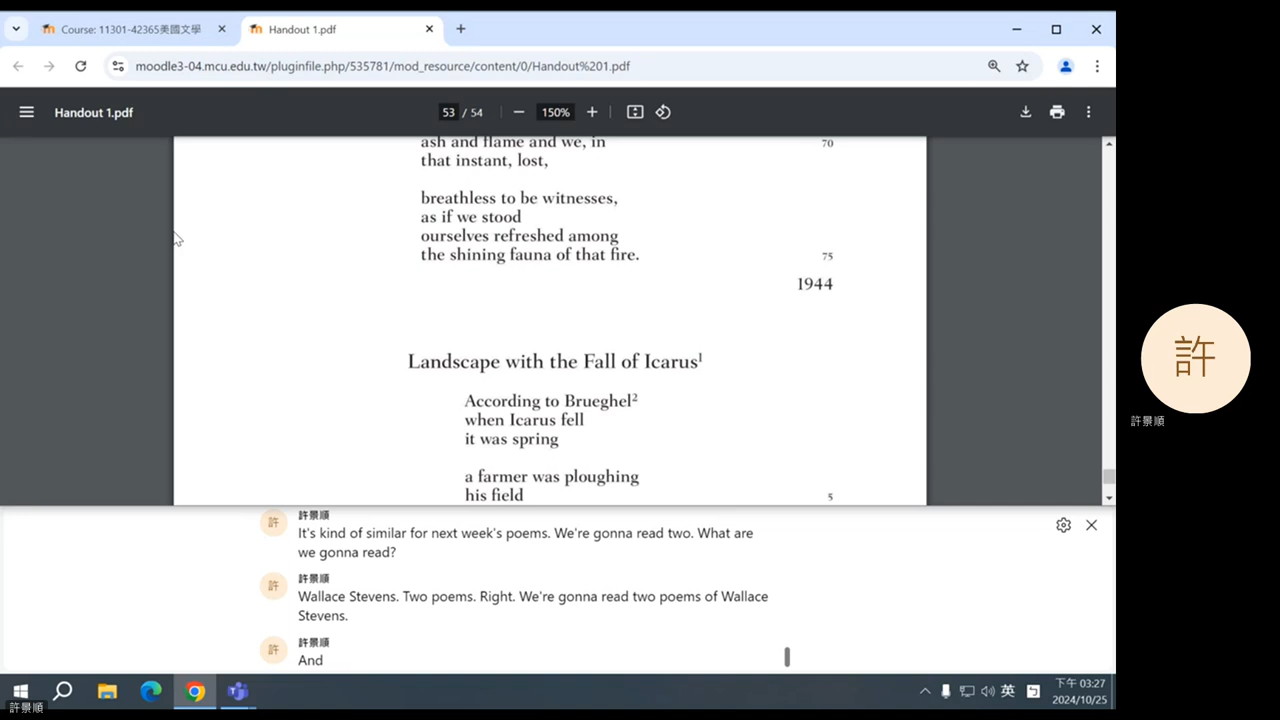 Course: 11301-42365美國文學
Handout 1.pdf
moodle3-04.mcu.edu.tw/pluginfile.php/535781/mod_resource/content/0/Handout%201.pdf
Handout 1.pdf
53 / 54
150%
ash and flame and we, in
70
that instant, lost,
breathless to be witnesses,
as if we stood
ourselves refreshed among
the shining fauna of that fire.
75
1944
Landscape with the Fall of Icarus1
According to Brueghel2
when Icarus fell
it was spring
a farmer was ploughing
his field
5
許
許景順
許
許景順
It's kind of similar for next week's poems. We're gonna read two. What are
we gonna read?
許
許景順
Wallace Stevens. Two poems. Right. We're gonna read two poems of Wallace
Stevens.
許
許景順
And
英
下午 03:27
2024/10/25
許景順